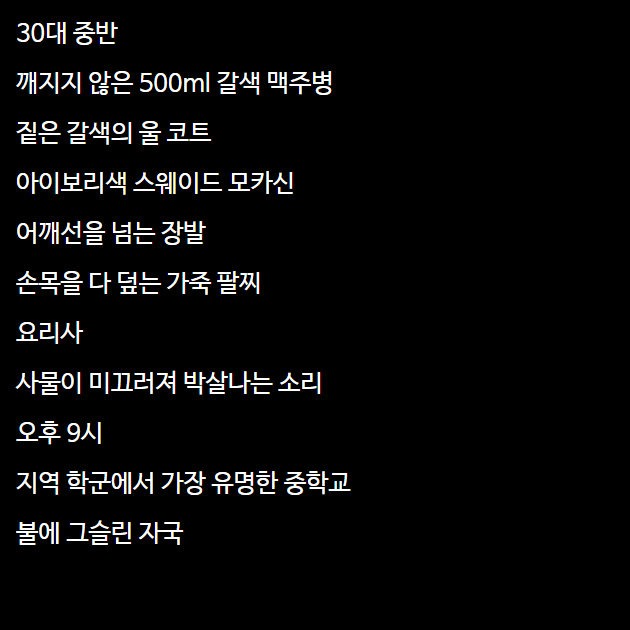 30대 중반
깨지지 않은 500ml 갈색 맥주병
짙은 갈색의 울 코트
아이보리색 스웨이드 모카신
어깨선을 넘는 장발
손목을 다 덮는 가죽 팔찌
요리사
사물이 미끄러져 박살나는 소리
오후 9시
지역 학군에서 가장 유명한 중학교
불에 그슬린 자국